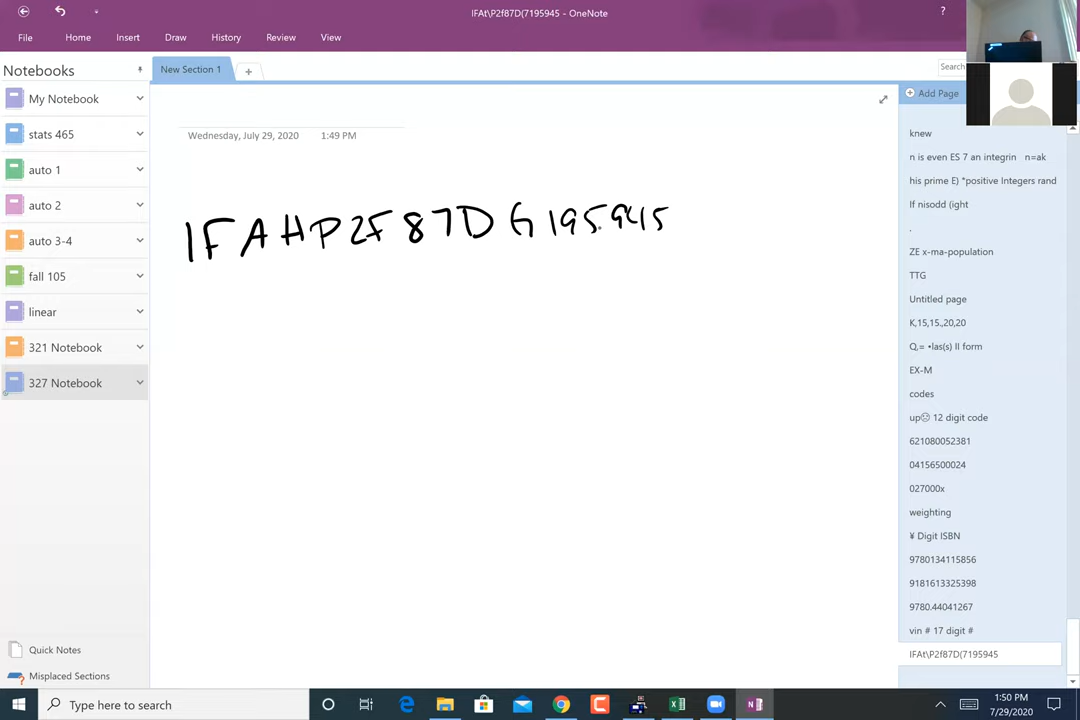 IFAt\P2f87D(7195945 - OneNote
?
File Home Insert Draw History Review View
Notebooks
New Section 1
+
Search
My Notebook
stats 465
auto 1
auto 2
auto 3-4
fall 105
linear
321 Notebook
327 Notebook
Quick Notes
Misplaced Sections
Wednesday, July 29, 2020 1:49 PM
IFAHP2F87DG195945
Add Page
knew
n is even ES 7 an integrin n=ak
his prime E) *positive Integers rand
If nisodd (ight
.
ZE x-ma-population
TTG
Untitled page
K,15,15.,20,20
Q,= •las(s) II form
EX-M
codes
up☹ 12 digit code
621080052381
04156500024
027000x
weighting
¥ Digit ISBN
9780134115856
9181613325398
9780.44041267
vin # 17 digit #
IFAt\P2f87D(7195945
Type here to search
1:50 PM
7/29/2020